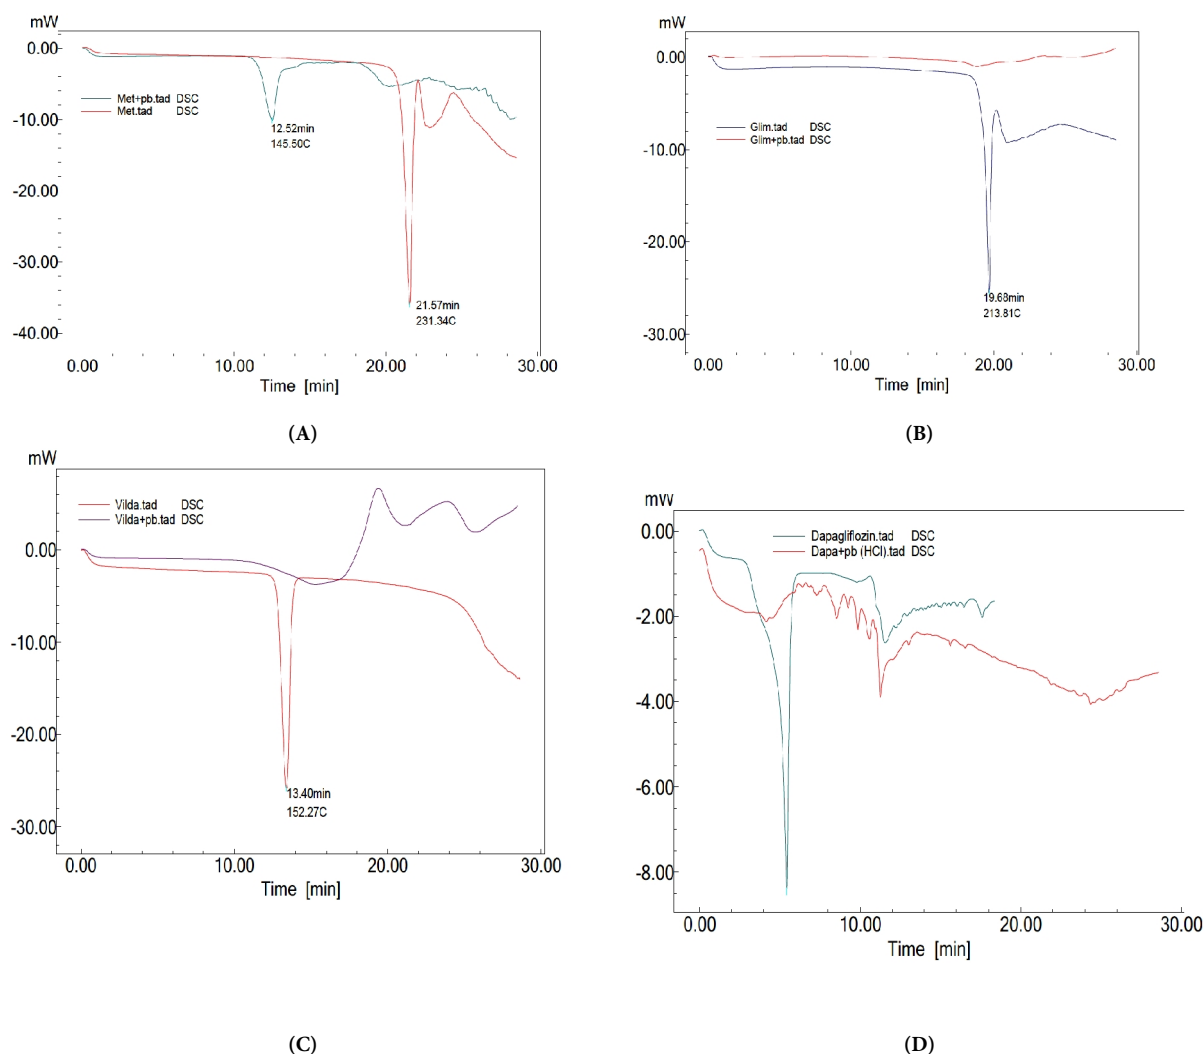 mW
0.00
-10.00
-20.00
-30.00
-40.00
Met+pb.tad DSC
Met.tad DSC
12.52min
145.50C
21.57min
231.34C
0.00 10.00 20.00 30.00
Time [min]
(A)
mW
0.00
-10.00
-20.00
-30.00
Glim.tad DSC
Glim+pb.tad DSC
19.68min
213.81C
0.00 10.00 20.00 30.00
Time [min]
(B)
mW
0.00
-10.00
-20.00
-30.00
Vilda.tad DSC
Vilda+pb.tad DSC
13.40min
152.27C
0.00 10.00 20.00 30.00
Time [min]
(C)
mW
0.00
-2.00
-4.00
-6.00
-8.00
Dapagliflozin.tad DSC
Dapa+pb (HCl).tad DSC
0.00 10.00 20.00 30.00
Time [min]
(D)